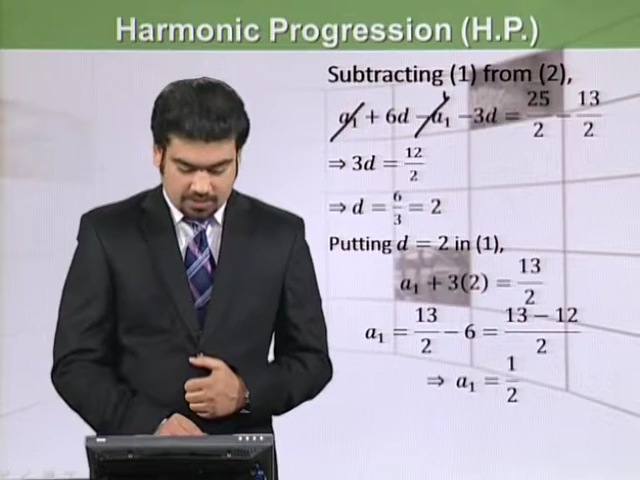 Harmonic Progression (H.P.)
Subtracting (1) from (2),
a₁ + 6d − a₁ − 3d = 25/2 − 13/2
⇒ 3d = 12/2
⇒ d = 6/3 = 2
Putting d = 2 in (1),
a₁ + 3(2) = 13/2
a₁ = 13/2 − 6 = (13 − 12)/2
⇒ a₁ = 1/2